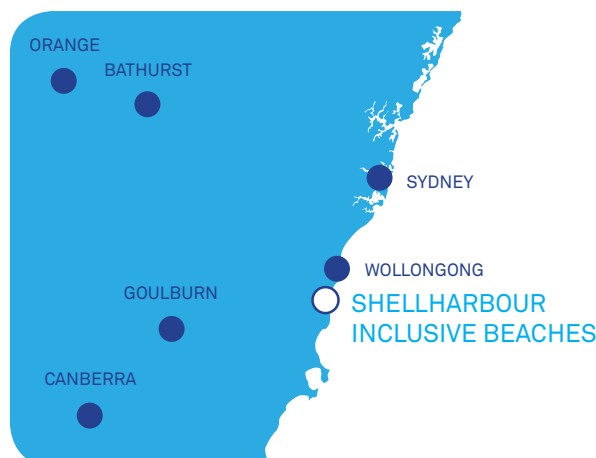 ORANGE
BATHURST
SYDNEY
WOLLONGONG
GOULBURN
SHELLHARBOUR
INCLUSIVE BEACHES
CANBERRA